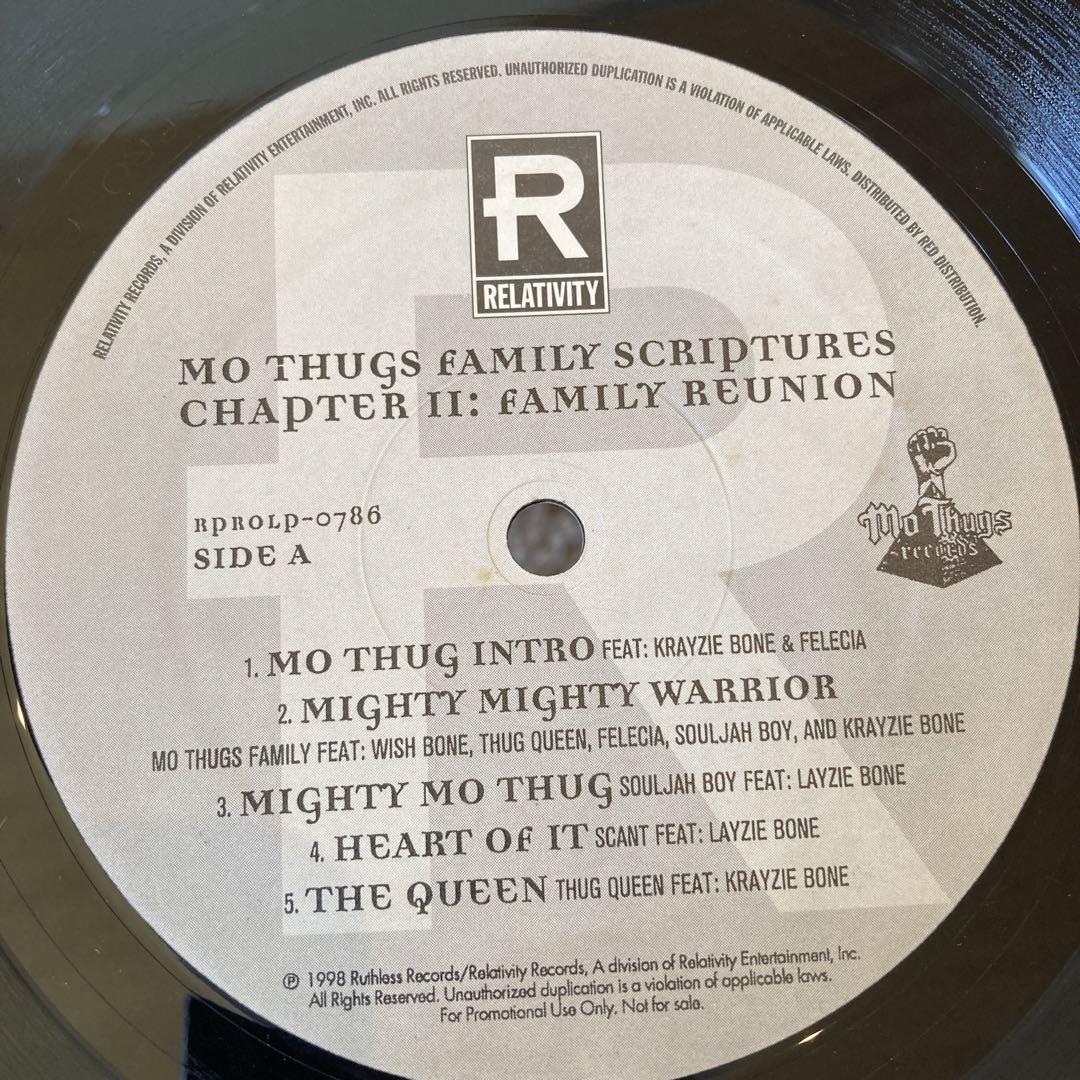 RELATIVITY RECORDS, A DIVISION OF RELATIVITY ENTERTAINMENT, INC. ALL RIGHTS RESERVED. UNAUTHORIZED DUPLICATION IS A VIOLATION OF APPLICABLE LAWS. DISTRIBUTED BY RED DISTRIBUTION.
R
RELATIVITY
MO THUGS FAMILY SCRIPTURES
CHAPTER II: FAMILY REUNION
RPROLP-0786
SIDE A
Mo Thugs
records
1. MO THUG INTRO FEAT: KRAYZIE BONE & FELECIA
2. MIGHTY MIGHTY WARRIOR
MO THUGS FAMILY FEAT: WISH BONE, THUG QUEEN, FELECIA, SOULJAH BOY, AND KRAYZIE BONE
3. MIGHTY MO THUG SOULJAH BOY FEAT: LAYZIE BONE
4. HEART OF IT SCANT FEAT: LAYZIE BONE
5. THE QUEEN THUG QUEEN FEAT: KRAYZIE BONE
℗ 1998 Ruthless Records/Relativity Records, A division of Relativity Entertainment, Inc.
All Rights Reserved. Unauthorized duplication is a violation of applicable laws.
For Promotional Use Only. Not for sale.